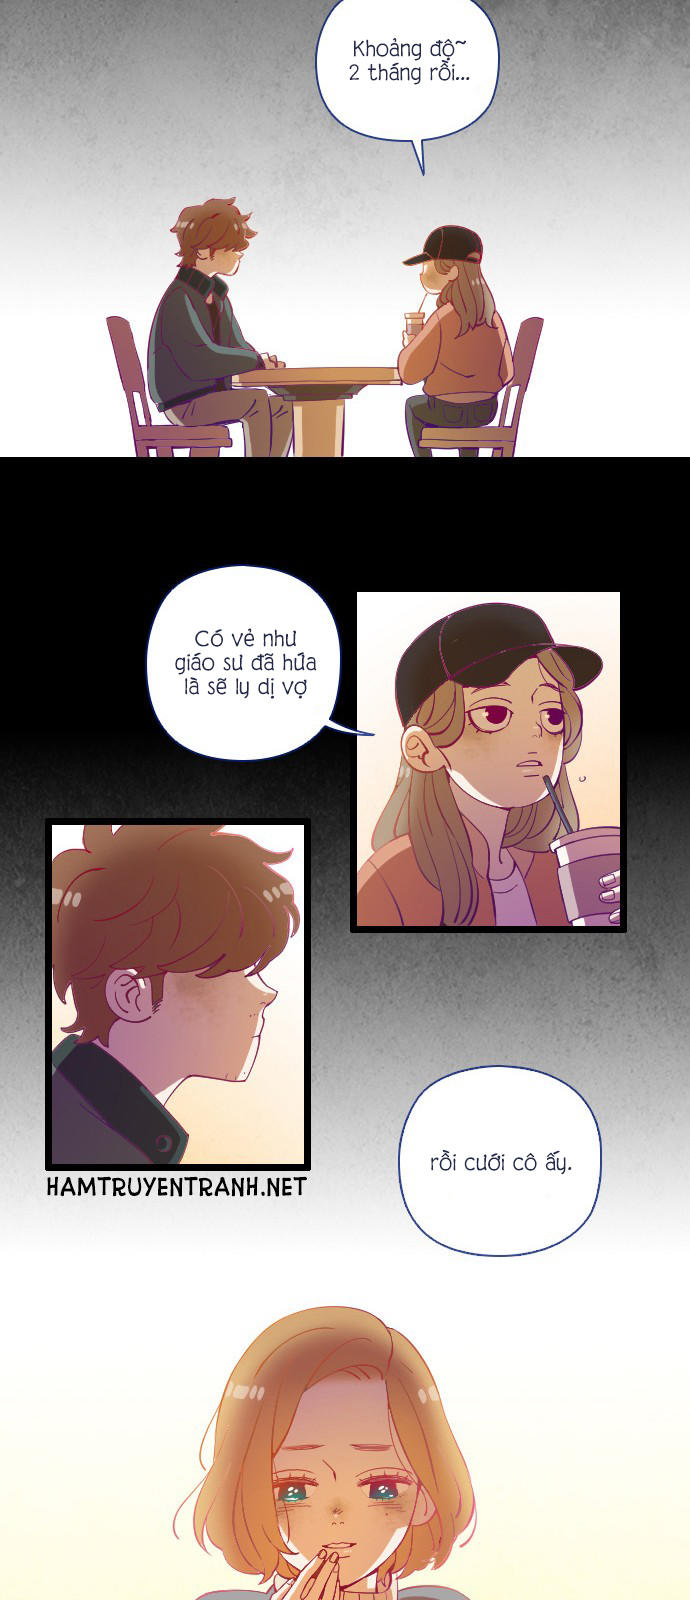 Khoảng độ~
2 tháng rồi...
Có vẻ như
giáo sư đã hứa
là sẽ ly dị vợ
HAMTRUYENTRANH.NET
rồi cưới cô ấy.